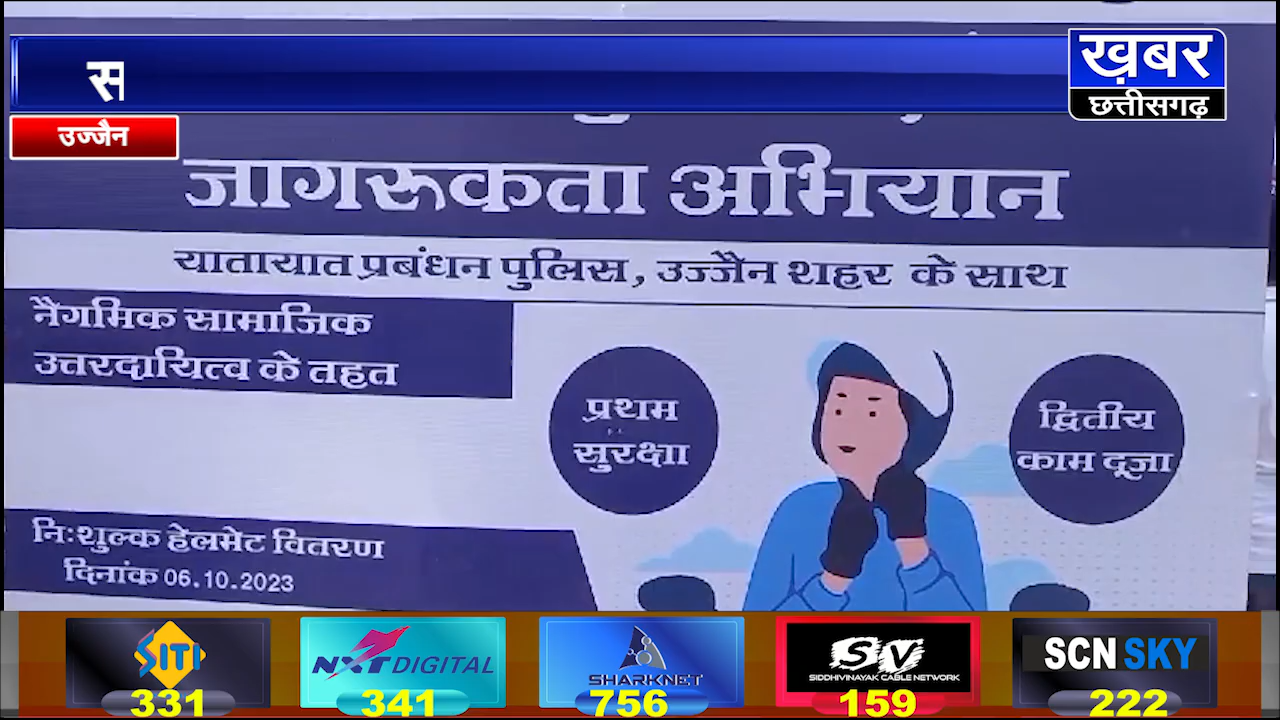 स
ख़बर
छत्तीसगढ़
उज्जैन
जागरूकता अभियान
यातायात प्रबंधन पुलिस, उज्जैन शहर के साथ
नैगमिक सामाजिक
उत्तरदायित्व के तहत
प्रथम
सुरक्षा
द्वितीय
काम दूजा
नि:शुल्क हेलमेट वितरण
दिनांक 06.10.2023
SITI
NXT DIGITAL
SHARKNET
SV
SIDDHIVINAYAK CABLE NETWORK
SCN SKY
331
341
756
159
222